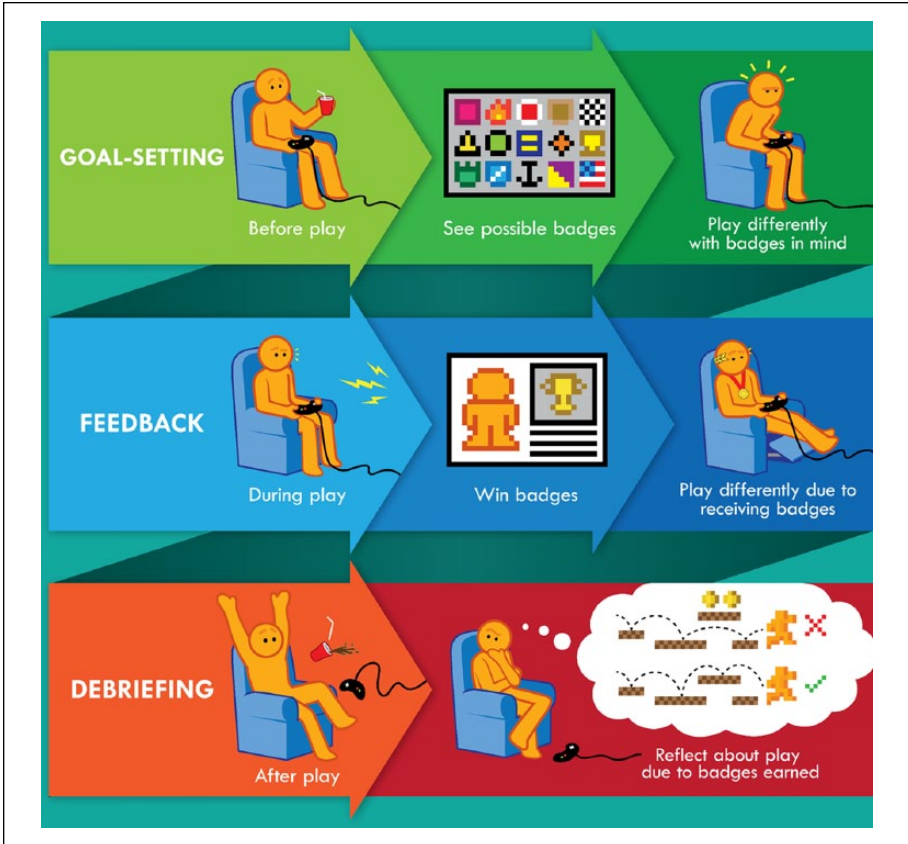 GOAL-SETTING
Before play
See possible badges
Play differently
with badges in mind
FEEDBACK
During play
Win badges
Play differently due to
receiving badges
DEBRIEFING
After play
Reflect about play
due to badges earned